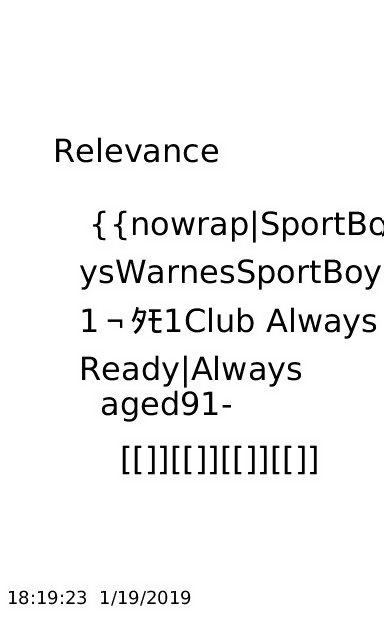 Relevance
{{nowrap|SportBo
ysWarnesSportBoy
1¬ﾀﾓ1Club Always
Ready|Always
aged91-
[[]][[]][[]][[]]
18:19:23 1/19/2019